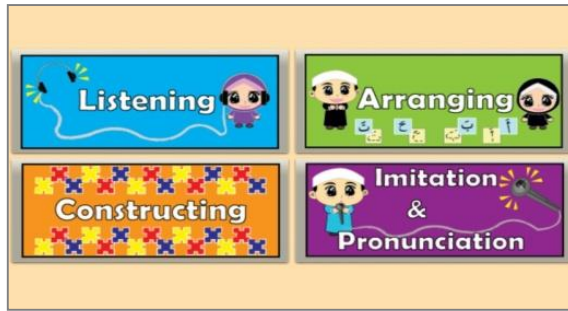 Listening
Arranging
Constructing
Imitation
&
Pronunciation